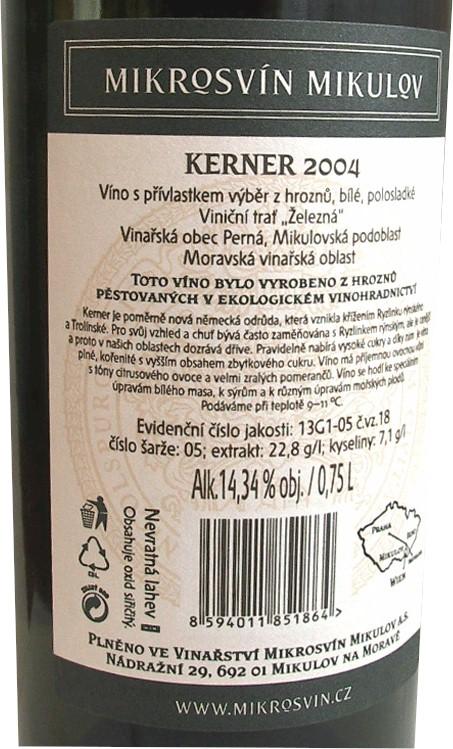 MIKROSVÍN MIKULOV
KERNER 2004
Víno s přívlastkem výběr z hroznů, bílé, polosladké
Viniční trať „Železná"
Vinařská obec Perná, Mikulovská podoblast
Moravská vinařská oblast
TOTO VÍNO BYLO VYROBENO Z HROZNŮ
PĚSTOVANÝCH V EKOLOGICKÉM VINOHRADNICTVÍ
Kerner je poměrně nová německá odrůda, která vznikla křížením Ryzlinku rýnského
a Trollínské. Pro svůj vzhled a chuť bývá často zaměňována s Ryzlinkem rýnským, ale je
a proto v našich oblastech dozrává dříve. Pravidelně nabírá vysoké cukry a díky tomu je
plné, kořenité s vyšším obsahem zbytkového cukru. Víno má příjemnou ovocnou vůni
s tóny citrusového ovoce a velmi zralých pomerančů. Víno se hodí ke speciálním
úpravám bílého masa, k sýrům a k různým úpravám mořských plodů.
Podáváme při teplotě 9–11 °C.
Evidenční číslo jakosti: 13G1-05 č.vz.18
číslo šarže: 05; extrakt: 22,8 g/l; kyseliny: 7,1 g/l
Alk.14,34 % obj. / 0,75 L
Nevratná lahev
Obsahuje oxid siřičitý.
PRAHA
BRNO
MIKULOV
WIEN
8 594011 851864 >
PLNĚNO VE VINAŘSTVÍ MIKROSVÍN MIKULOV A.S.
NÁDRAŽNÍ 29, 692 01 MIKULOV NA MORAVĚ
WWW.MIKROSVIN.CZ